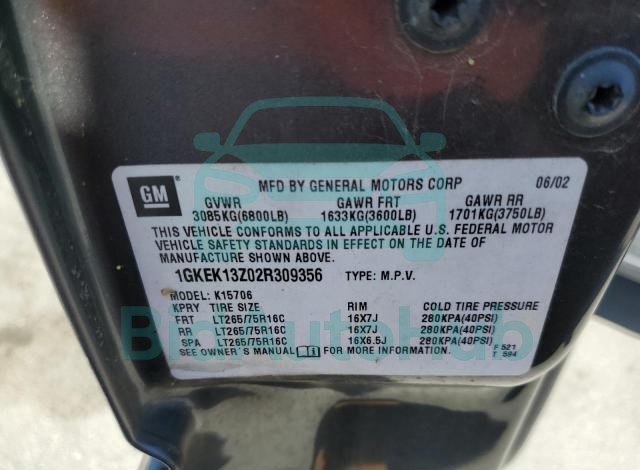 GM ® MFD BY GENERAL MOTORS CORP 06/02
GVWR GAWR FRT GAWR RR
3085KG(6800LB) 1633KG(3600LB) 1701KG(3750LB)
THIS VEHICLE CONFORMS TO ALL APPLICABLE U.S. FEDERAL MOTOR
VEHICLE SAFETY STANDARDS IN EFFECT ON THE DATE OF
MANUFACTURE SHOWN ABOVE.
1GKEK13Z02R309356 TYPE: M.P.V.
MODEL: K15706
KPRY TIRE SIZE RIM COLD TIRE PRESSURE
FRT LT265/75R16C 16X7J 280KPA(40PSI)
RR LT265/75R16C 16X7J 280KPA(40PSI)
SPA LT265/75R16C 16X6.5J 280KPA(40PSI)
SEE OWNER'S MANUAL FOR MORE INFORMATION.
F 521
T 594